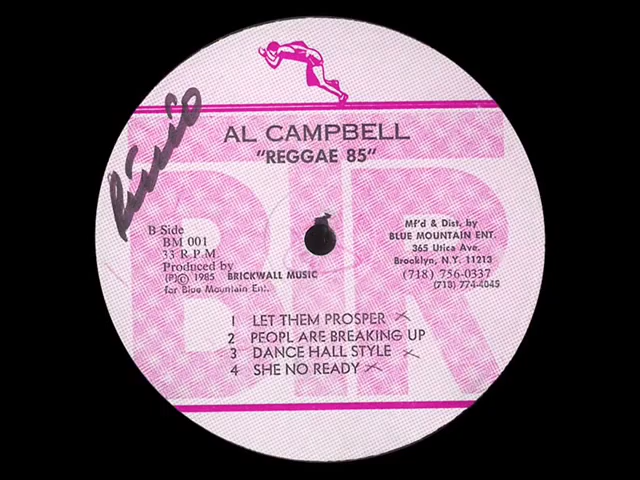 AL CAMPBELL
"REGGAE 85"
B Side
BM 001
33 R.P.M
Produced by
(P)© 1985 BRICKWALL MUSIC
for Blue Mountain Ent.
Mf'd & Dist. by
BLUE MOUNTAIN ENT.
365 Utica Ave.
Brooklyn, N.Y. 11213
(718) 756-0337
(718) 774-4045
1 LET THEM PROSPER
2 PEOPL ARE BREAKING UP
3 DANCE HALL STYLE
4 SHE NO READY